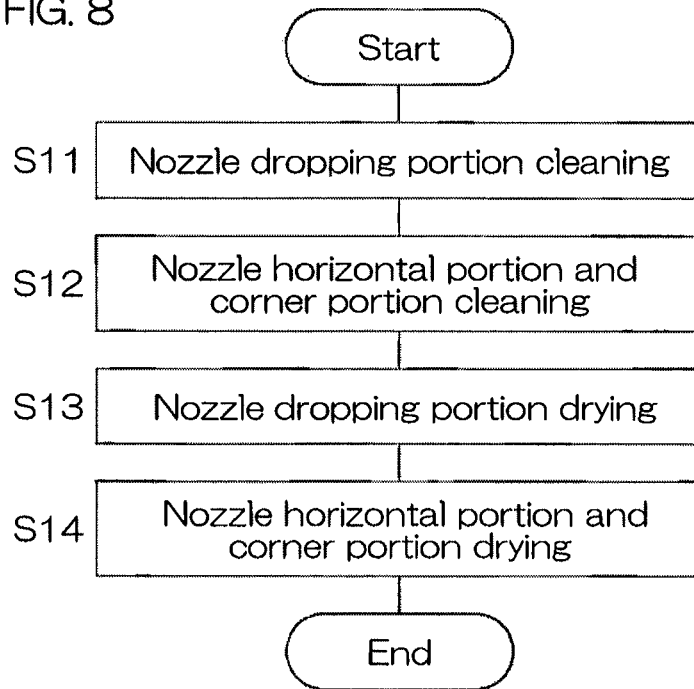 FIG. 8
Start
S11 Nozzle dropping portion cleaning
S12 Nozzle horizontal portion and
corner portion cleaning
S13 Nozzle dropping portion drying
S14 Nozzle horizontal portion and
corner portion drying
End